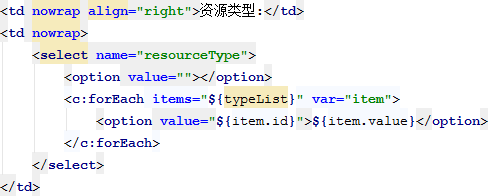 <td nowrap align="right">资源类型:</td>
<td nowrap>
<select name="resourceType">
<option value=""></option>
<c:forEach items="${typeList}" var="item">
<option value="${item.id}">${item.value}</option>
</c:forEach>
</select>
</td>